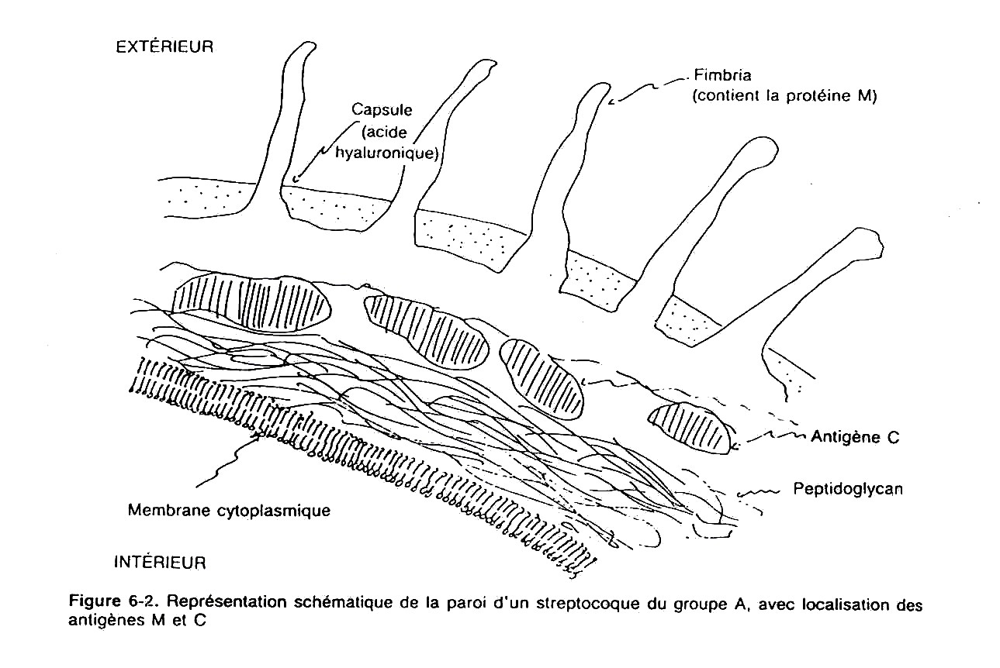 EXTÉRIEUR
Fimbria
(contient la protéine M)
Capsule
(acide
hyaluronique)
Antigène C
Peptidoglycan
Membrane cytoplasmique
INTÉRIEUR
Figure 6-2. Représentation schématique de la paroi d'un streptocoque du groupe A, avec localisation des
antigènes M et C